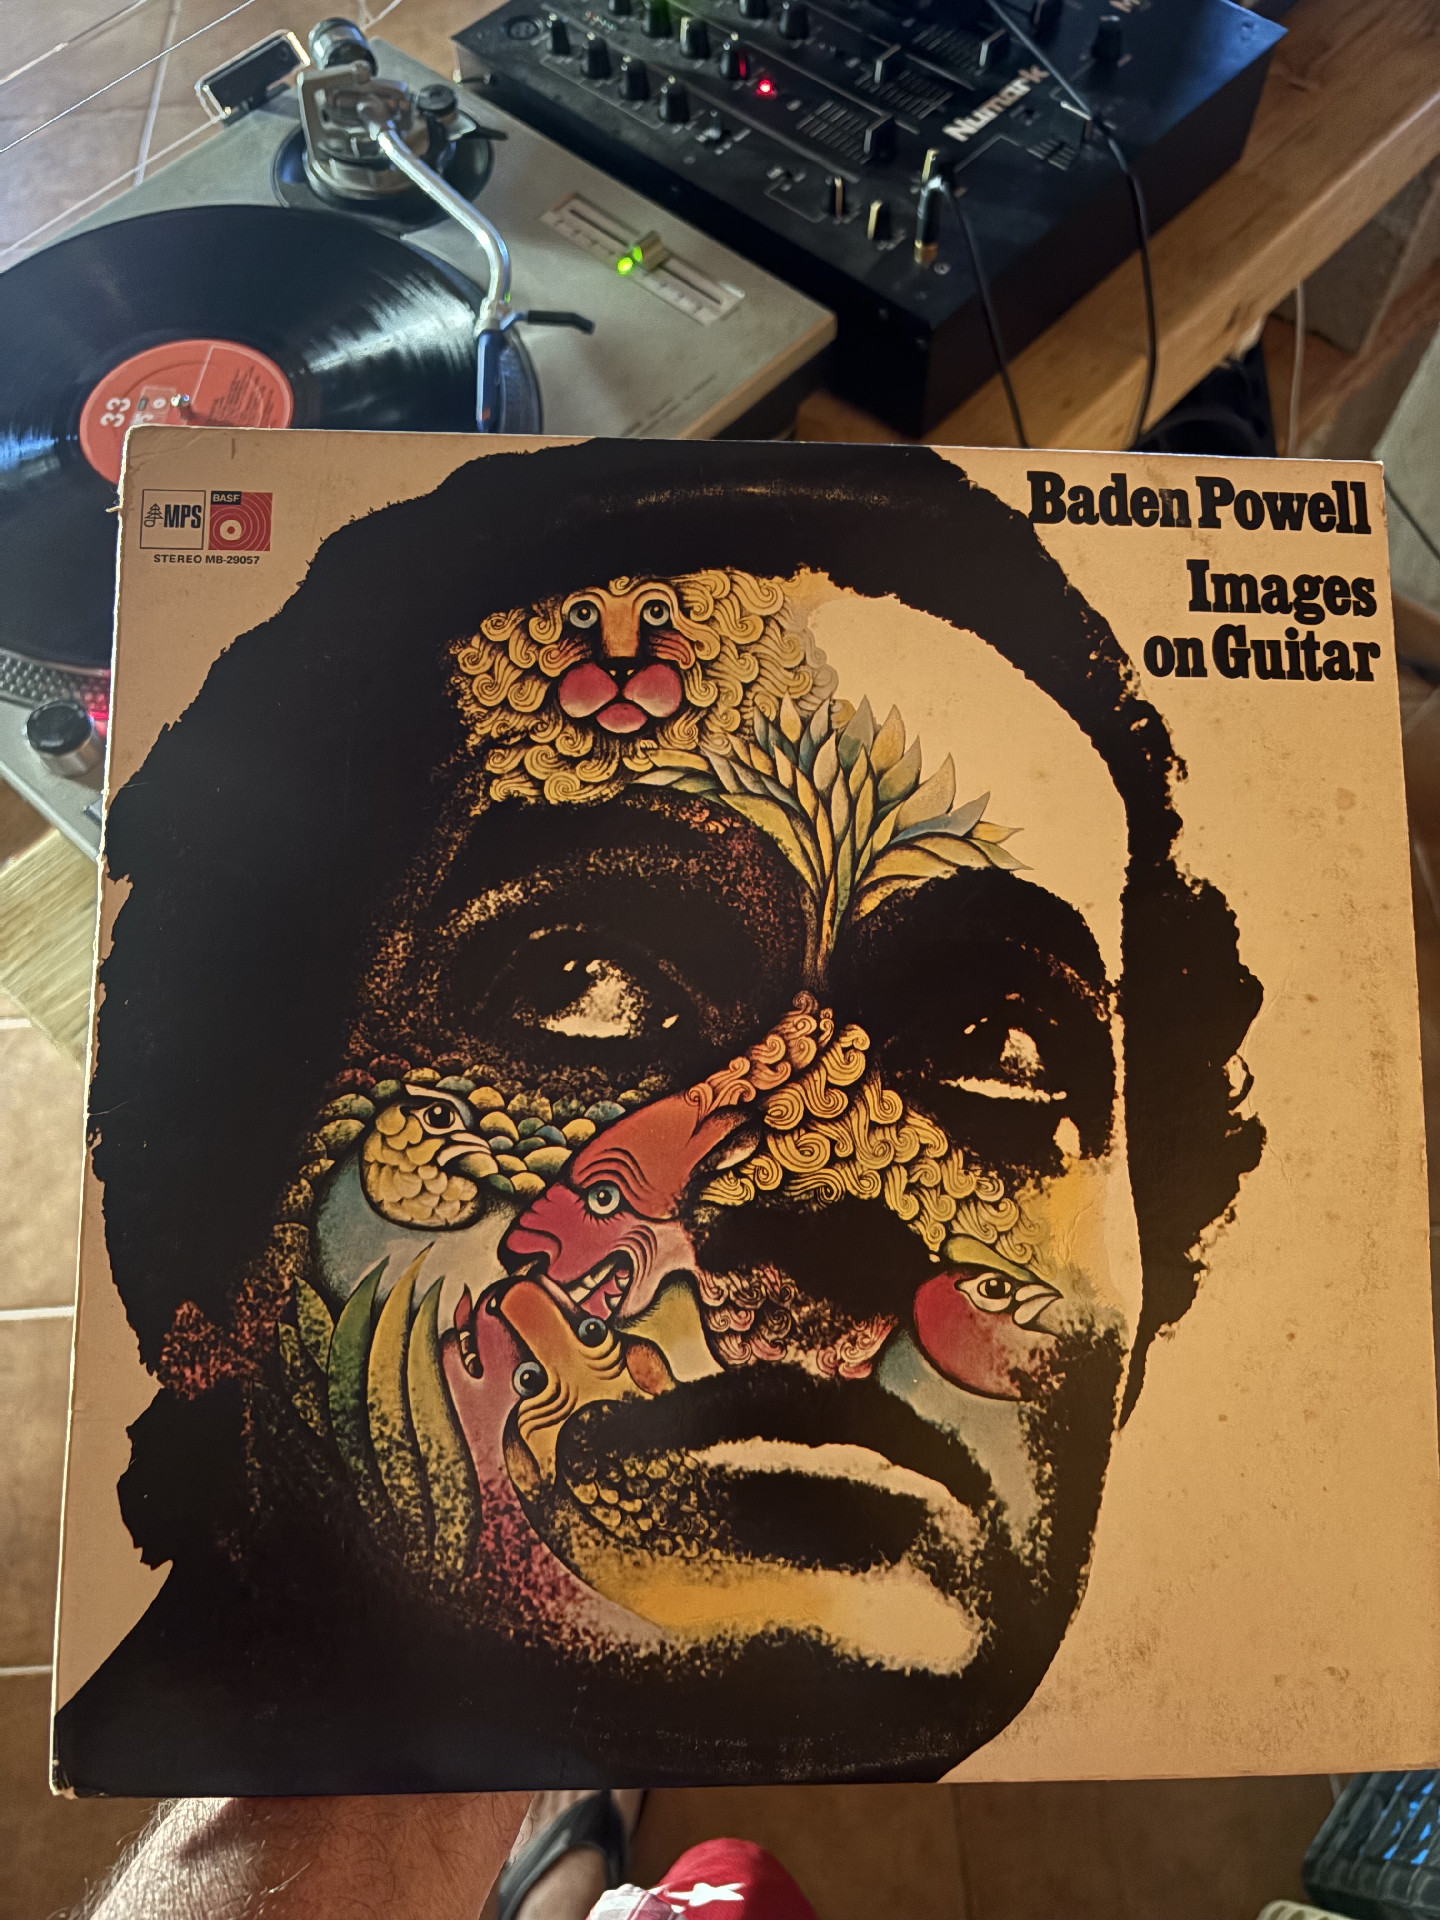 Numark
33
MPS
BASF
STEREO MB-29057
Baden Powell
Images
on Guitar